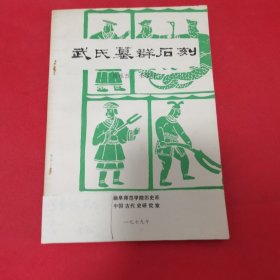 武氏墓群石刻
曲阜师范学院历史系
中国古代史研究室
一九七九年